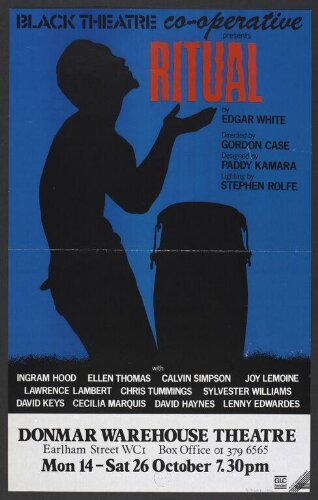 BLACK THEATRE co-operative
presents
RITUAL
by
EDGAR WHITE
Directed by
GORDON CASE
Designed by
PADDY KAMARA
Lighting by
STEPHEN ROLFE
with
INGRAM HOOD ELLEN THOMAS CALVIN SIMPSON JOY LEMOINE
LAWRENCE LAMBERT CHRIS TUMMINGS SYLVESTER WILLIAMS
DAVID KEYS CECILIA MARQUIS DAVID HAYNES LENNY EDWARDES
DONMAR WAREHOUSE THEATRE
Earlham Street WC1 Box Office 01 379 6565
Mon 14–Sat 26 October 7.30pm
GLC